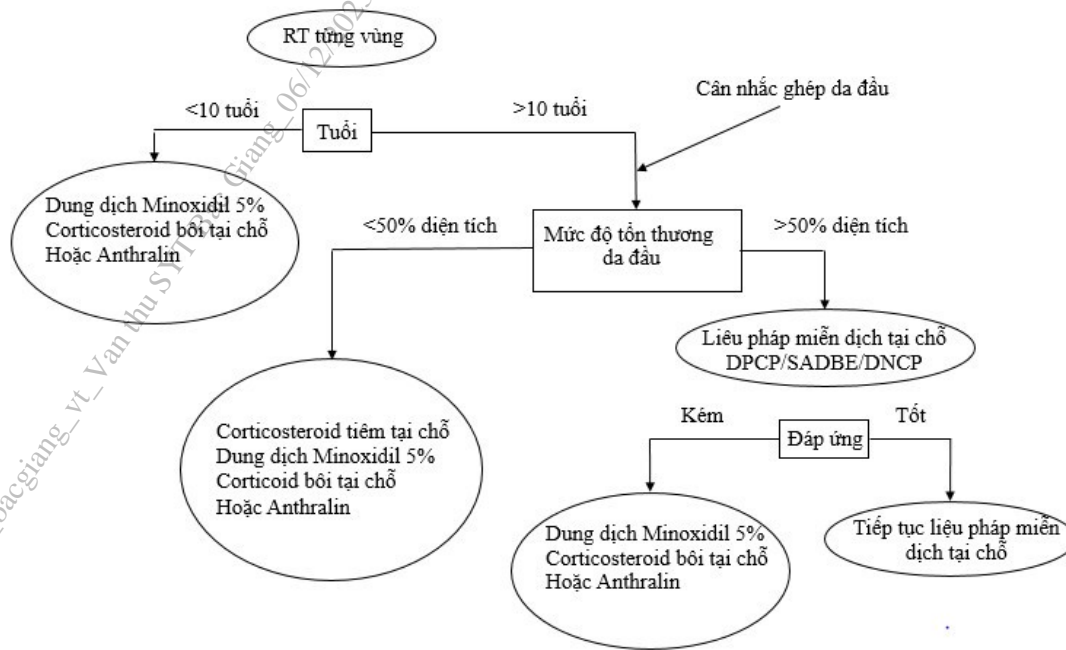 RT từng vùng
Cân nhắc ghép da đầu
<10 tuổi
>10 tuổi
Tuổi
Dung dịch Minoxidil 5%
Corticosteroid bôi tại chỗ
Hoặc Anthralin
<50% diện tích
Mức độ tổn thương
da đầu
>50% diện tích
Liêu pháp miễn dịch tại chỗ
DPCP/SADBE/DNCP
Corticosteroid tiêm tại chỗ
Dung dịch Minoxidil 5%
Corticoid bôi tại chỗ
Hoặc Anthralin
Kém
Đáp ứng
Tốt
Dung dịch Minoxidil 5%
Corticosteroid bôi tại chỗ
Hoặc Anthralin
Tiếp tục liệu pháp miễn
dịch tại chỗ